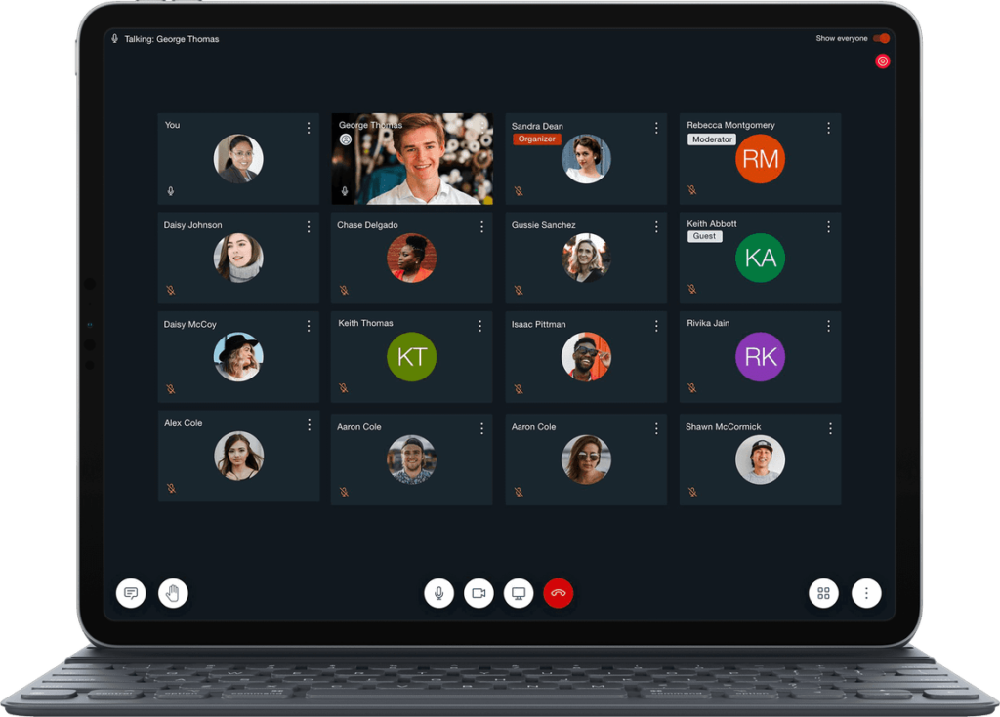 Talking: George Thomas
Show everyone
You
George Thomas
Sandra Dean
Organizer
Rebecca Montgomery
Moderator
RM
Daisy Johnson
Chase Delgado
Gussie Sanchez
Keith Abbott
Guest
KA
Daisy McCoy
Keith Thomas
KT
Isaac Pittman
Rivika Jain
RK
Alex Cole
Aaron Cole
Aaron Cole
Shawn McCormick